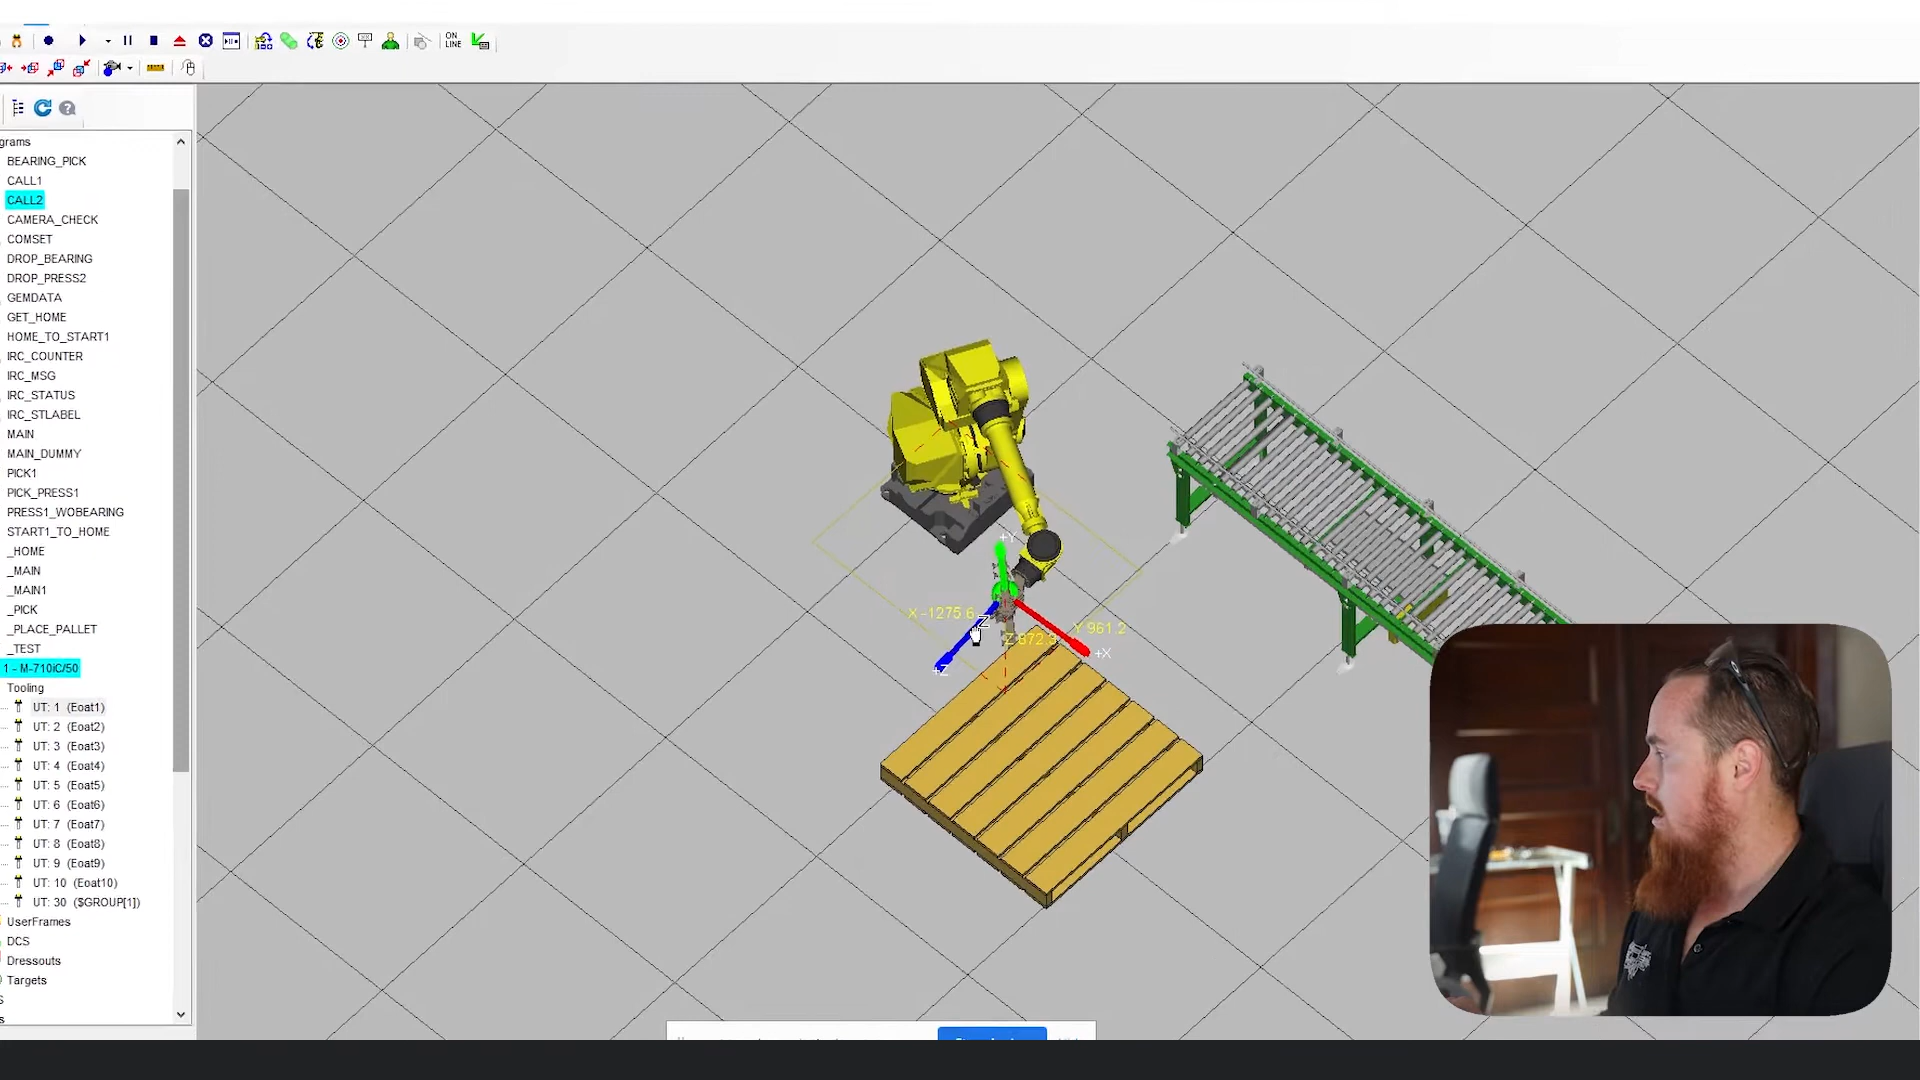 ON
LINE
grams
BEARING_PICK
CALL1
CALL2
CAMERA_CHECK
COMSET
DROP_BEARING
DROP_PRESS2
GEMDATA
GET_HOME
HOME_TO_START1
IRC_COUNTER
IRC_MSG
IRC_STATUS
IRC_STLABEL
MAIN
MAIN_DUMMY
PICK1
PICK_PRESS1
PRESS1_WOBEARING
START1_TO_HOME
_HOME
_MAIN
_MAIN1
_PICK
_PLACE_PALLET
_TEST
1 - M-710iC/50
Tooling
UT: 1 (Eoat1)
UT: 2 (Eoat2)
UT: 3 (Eoat3)
UT: 4 (Eoat4)
UT: 5 (Eoat5)
UT: 6 (Eoat6)
UT: 7 (Eoat7)
UT: 8 (Eoat8)
UT: 9 (Eoat9)
UT: 10 (Eoat10)
UT: 30 ($GROUP[1])
UserFrames
DCS
Dressouts
Targets
+Y
X -1275.6
Z
Y 961.2
+X
+Z